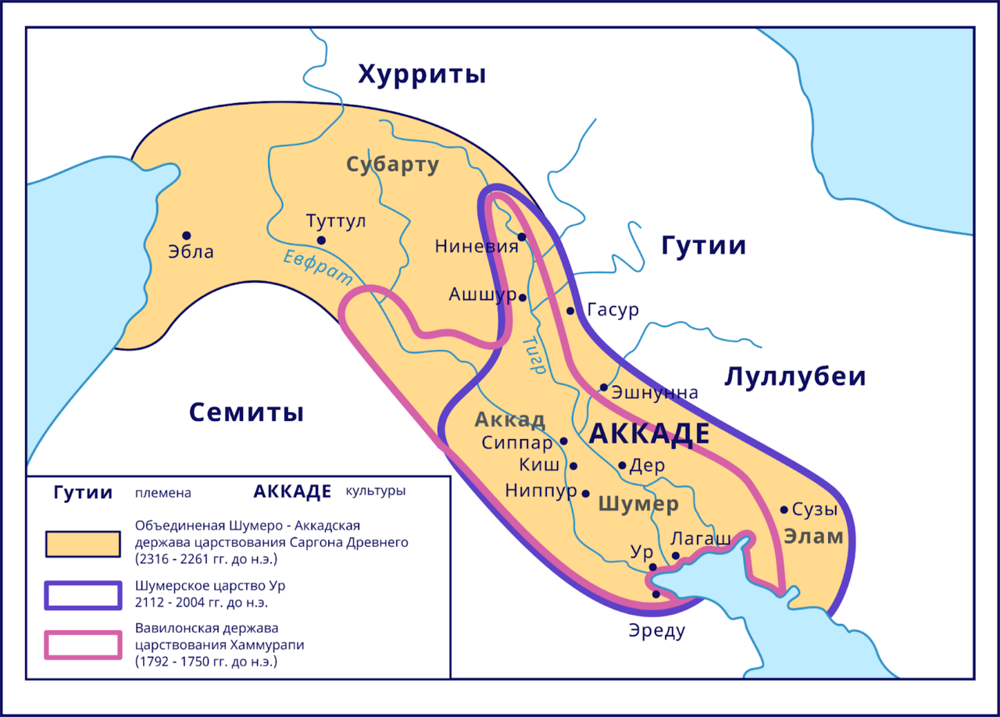 Хурриты
Субарту
Туттул
Эбла
Евфрат
Ниневия
Гутии
Ашшур
Гасур
Тигр
Луллубеи
Эшнунна
Семиты
Аккад
АККАДЕ
Сиппар
Киш
Дер
Ниппур
Шумер
Сузы
Элам
Лагаш
Ур
Эреду
Гутии племена АККАДЕ культуры
Объединеная Шумеро - Аккадская
держава царствования Саргона Древнего
(2316 - 2261 гг. до н.э.)
Шумерское царство Ур
2112 - 2004 гг. до н.э.
Вавилонская держава
царствования Хаммурапи
(1792 - 1750 гг. до н.э.)